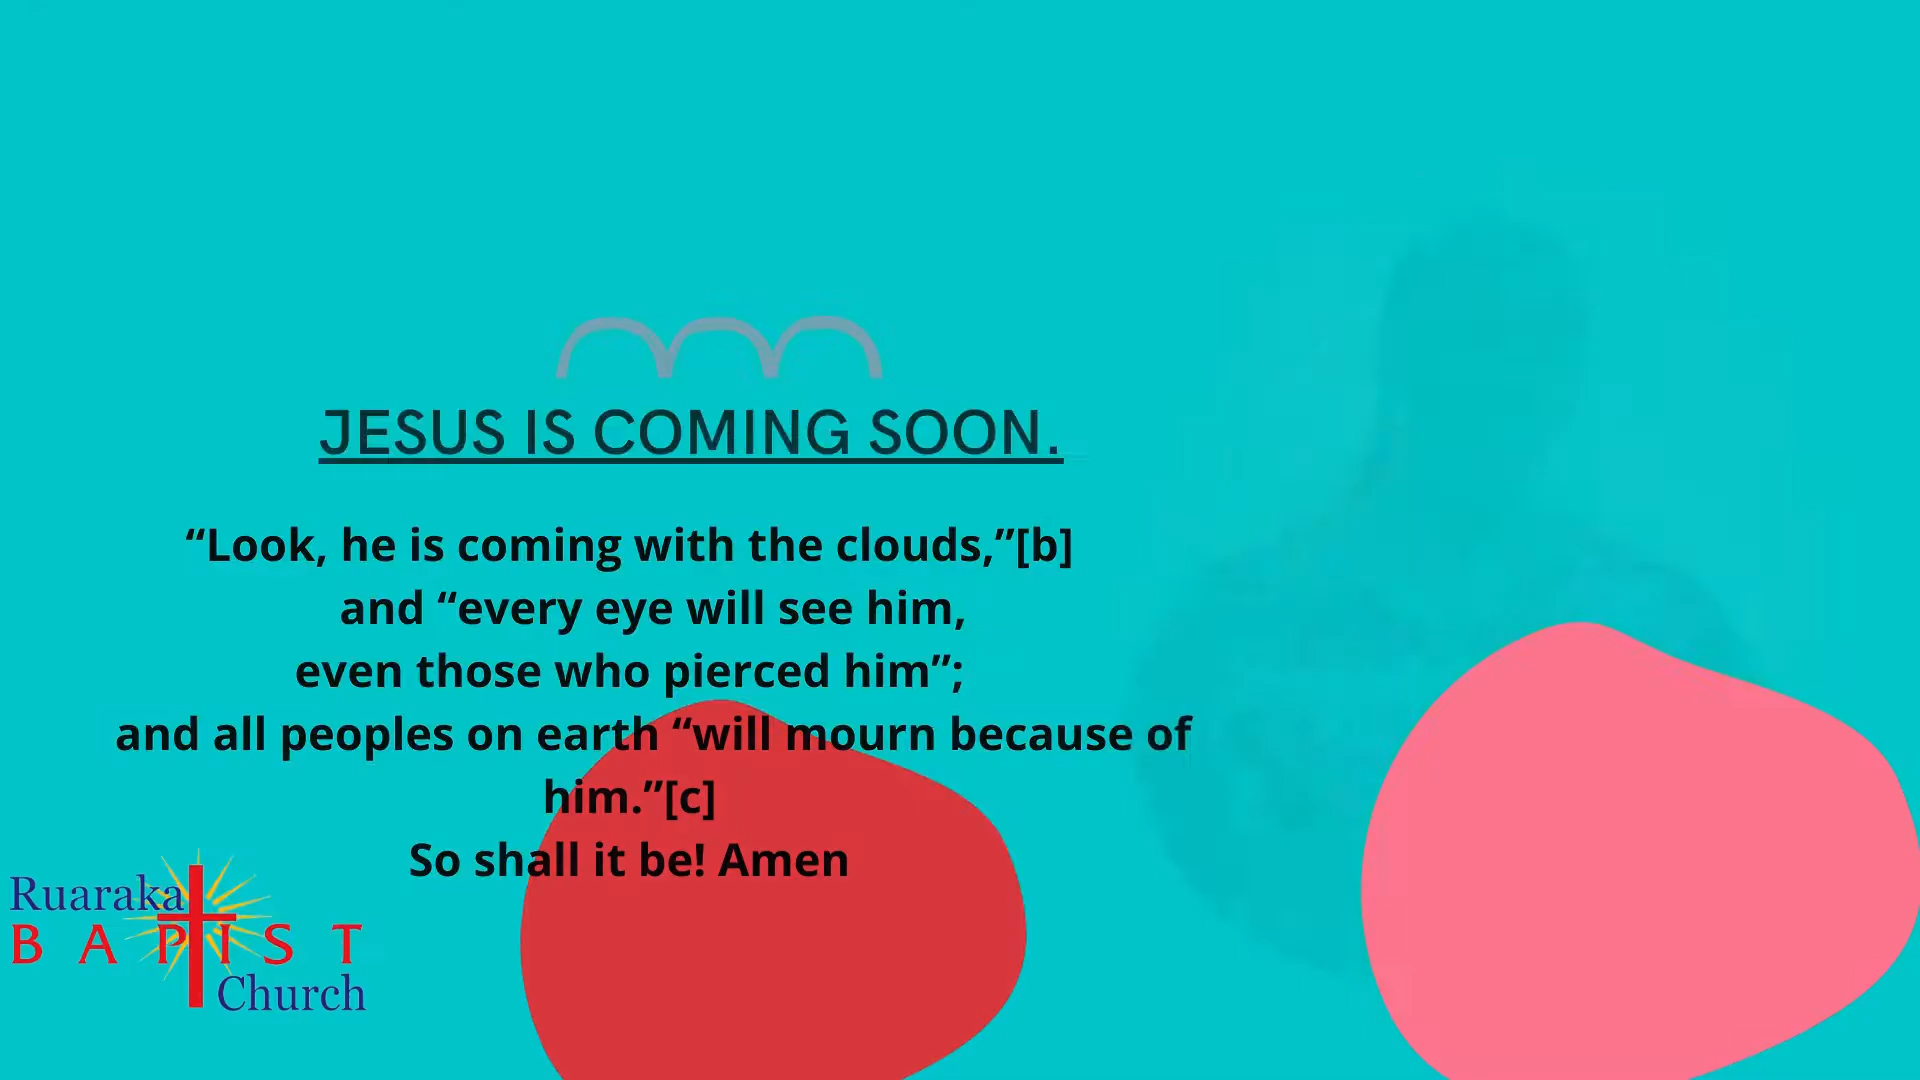 JESUS IS COMING SOON.
“Look, he is coming with the clouds,”[b]
and “every eye will see him,
even those who pierced him”;
and all peoples on earth “will mourn because of
him.”[c]
So shall it be! Amen
Ruaraka
BAPTIST
Church